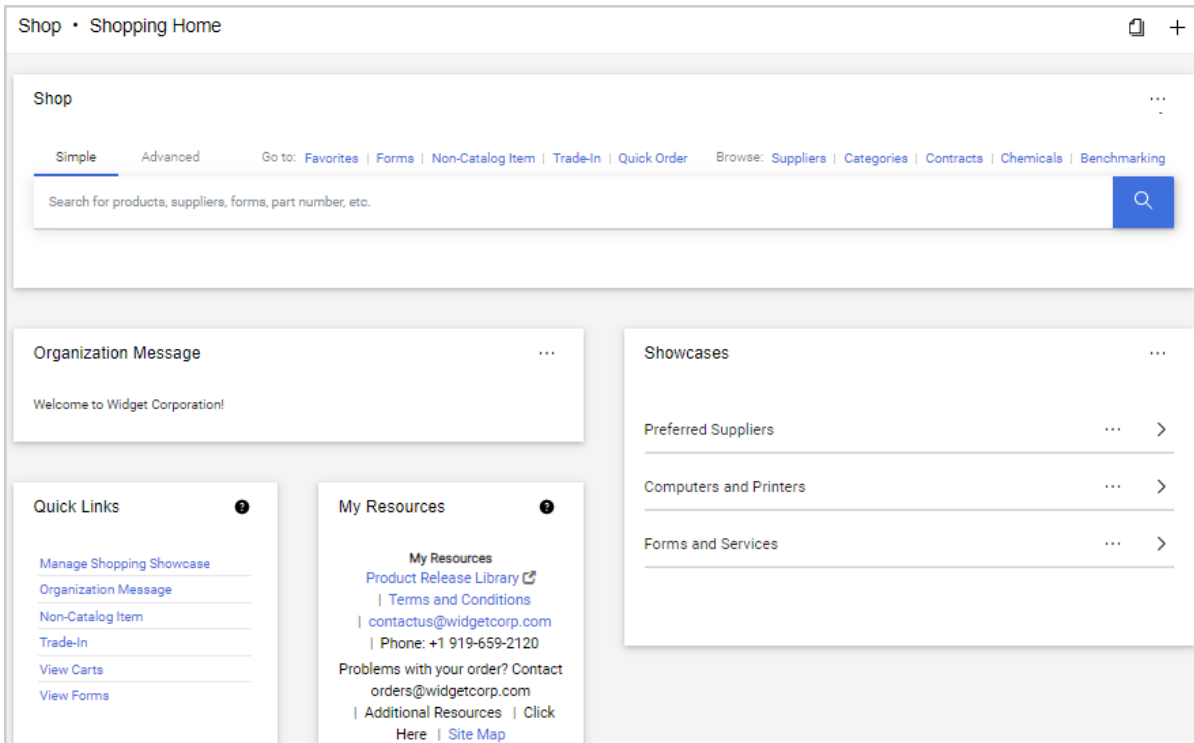 Shop • Shopping Home
Shop
Simple Advanced Go to: Favorites | Forms | Non-Catalog Item | Trade-In | Quick Order Browse: Suppliers | Categories | Contracts | Chemicals | Benchmarking
Search for products, suppliers, forms, part number, etc.
Organization Message
Welcome to Widget Corporation!
Showcases
Preferred Suppliers
Computers and Printers
Forms and Services
Quick Links
Manage Shopping Showcase
Organization Message
Non-Catalog Item
Trade-In
View Carts
View Forms
My Resources
My Resources
Product Release Library
| Terms and Conditions
| contactus@widgetcorp.com
| Phone: +1 919-659-2120
Problems with your order? Contact
orders@widgetcorp.com
| Additional Resources | Click
Here | Site Map